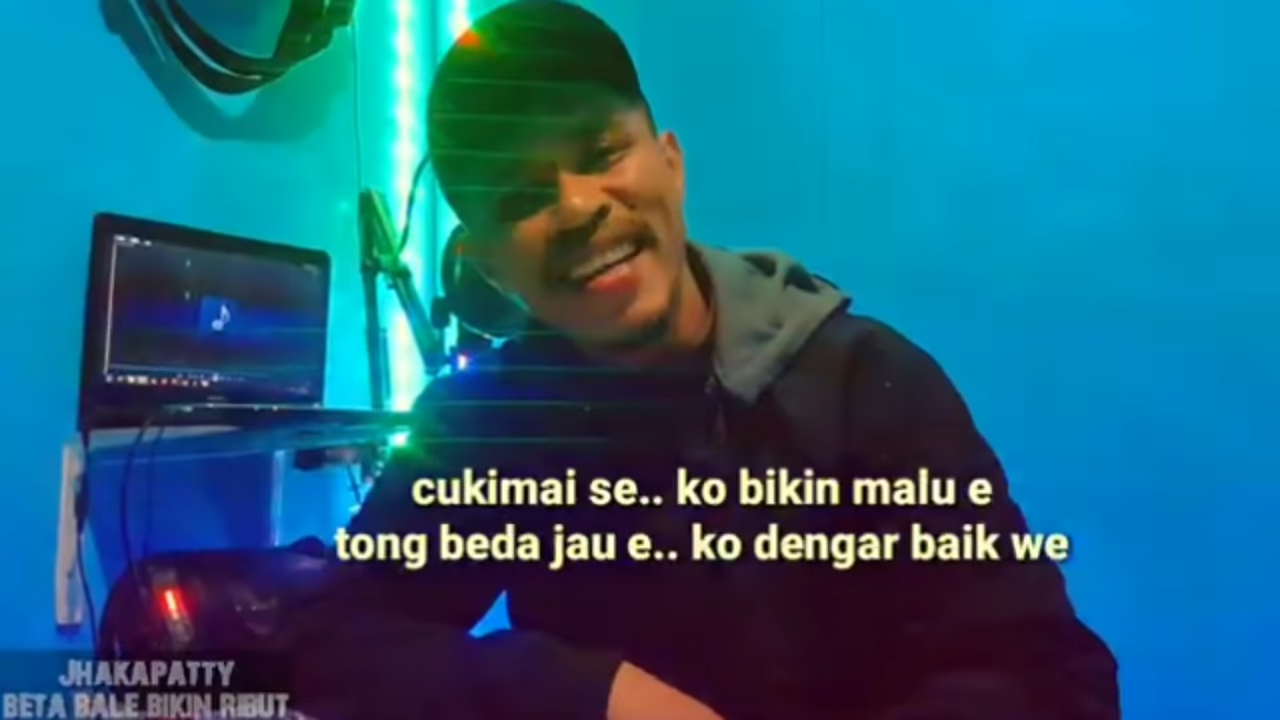 cukimai se.. ko bikin malu e
tong beda jau e.. ko dengar baik we
JHAKAPATTY
BETA BALE BIKIN RIBUT